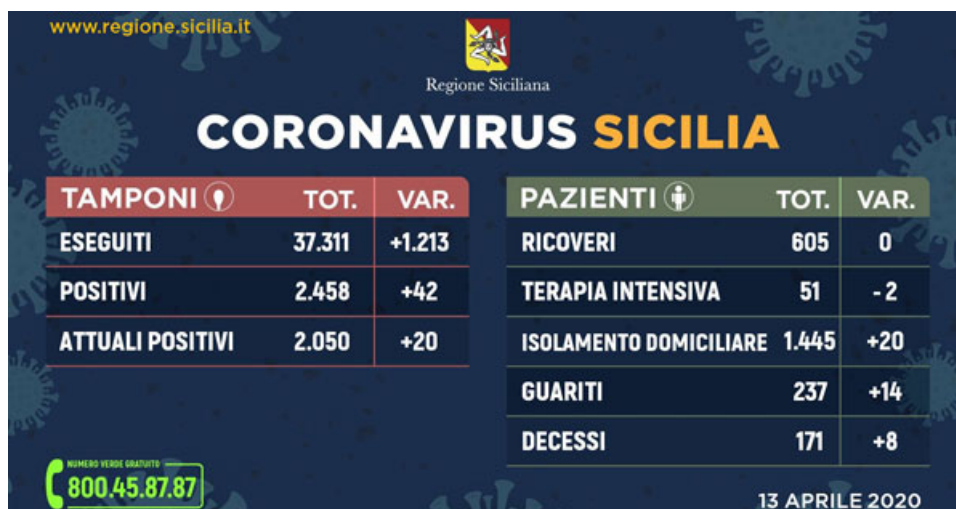 www.regione.sicilia.it
Regione Siciliana
CORONAVIRUS SICILIA
TAMPONI TOT. VAR.
ESEGUITI 37.311 +1.213
POSITIVI 2.458 +42
ATTUALI POSITIVI 2.050 +20
PAZIENTI TOT. VAR.
RICOVERI 605 0
TERAPIA INTENSIVA 51 - 2
ISOLAMENTO DOMICILIARE 1.445 +20
GUARITI 237 +14
DECESSI 171 +8
NUMERO VERDE GRATUITO
800.45.87.87
13 APRILE 2020